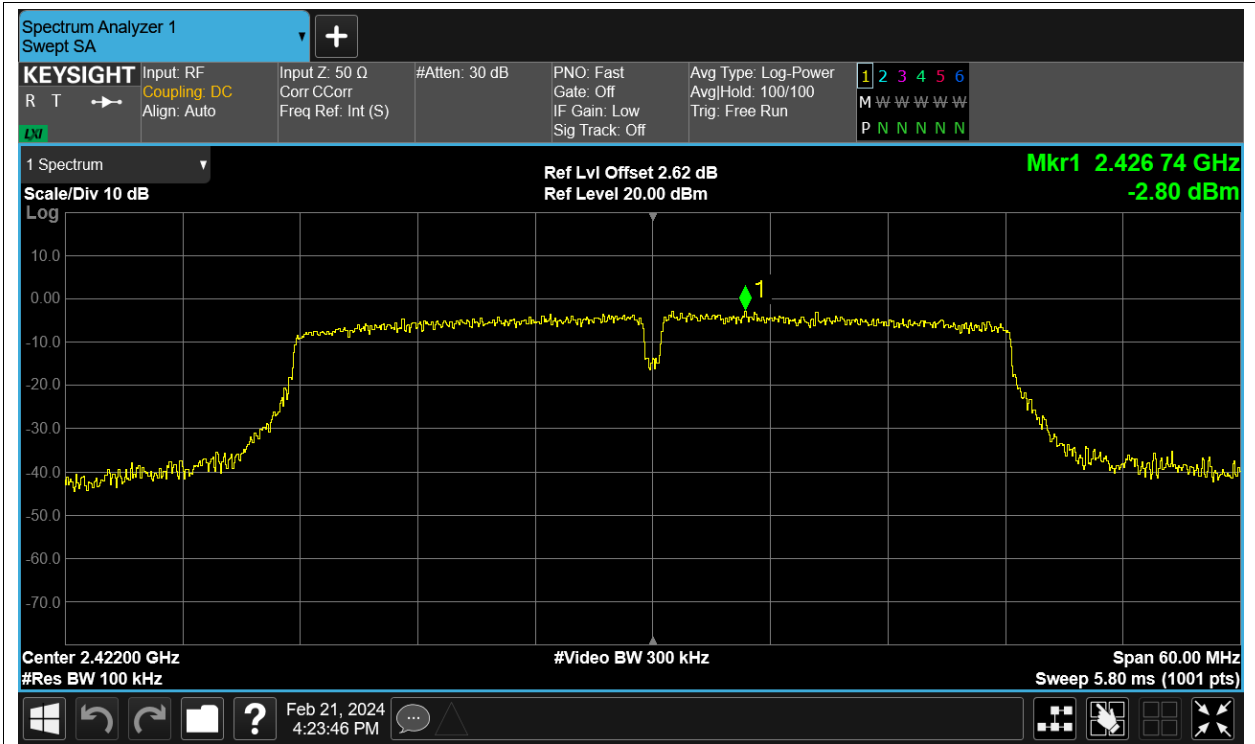 Spectrum Analyzer 1
Swept SA
KEYSIGHT
R T
LXI
Input: RF
Coupling: DC
Align: Auto
Input Z: 50 Ω
Corr CCorr
Freq Ref: Int (S)
#Atten: 30 dB
PNO: Fast
Gate: Off
IF Gain: Low
Sig Track: Off
Avg Type: Log-Power
Avg|Hold: 100/100
Trig: Free Run
1 2 3 4 5 6
M W W W W W
P N N N N N
1 Spectrum
Scale/Div 10 dB
Ref Lvl Offset 2.62 dB
Ref Level 20.00 dBm
Mkr1 2.426 74 GHz
-2.80 dBm
Log
10.0
0.00
-10.0
-20.0
-30.0
-40.0
-50.0
-60.0
-70.0
1
Center 2.42200 GHz
#Res BW 100 kHz
#Video BW 300 kHz
Span 60.00 MHz
Sweep 5.80 ms (1001 pts)
?
Feb 21, 2024
4:23:46 PM